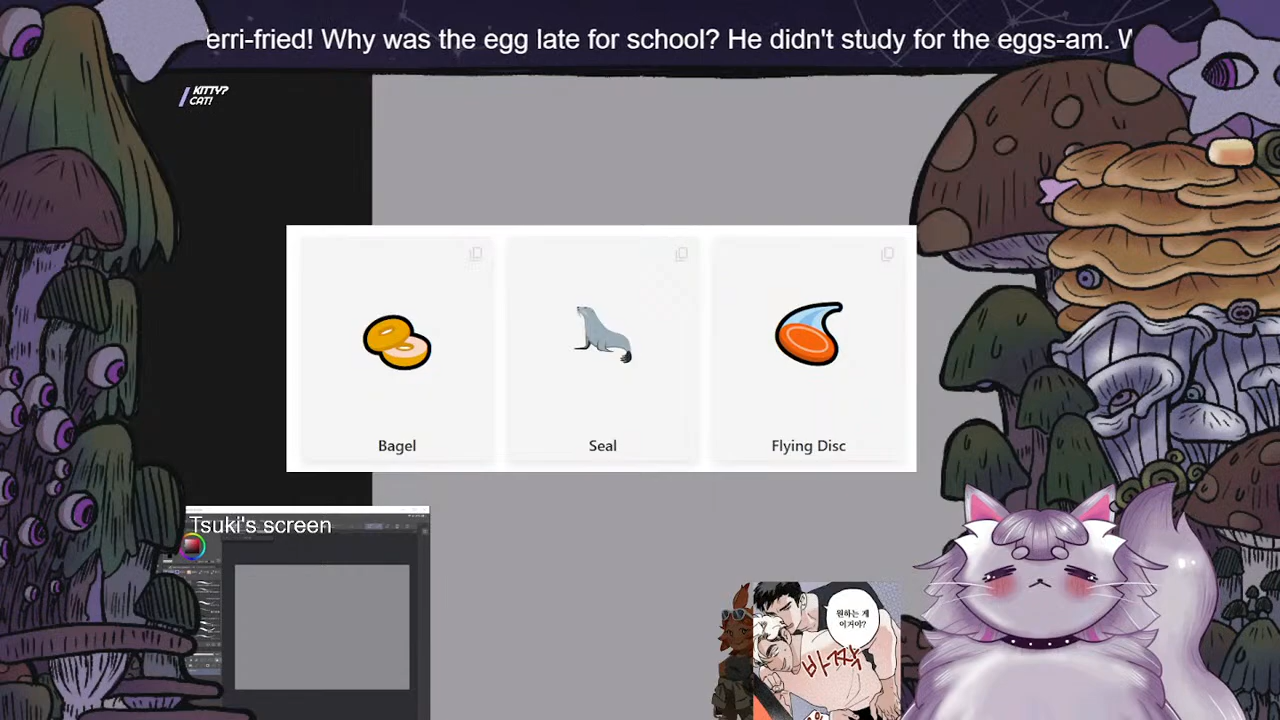 erri-fried! Why was the egg late for school? He didn't study for the eggs-am. W
KITTY?
CAT!
Bagel
Seal
Flying Disc
Tsuki's screen
원하는 게
이거야?
바짝